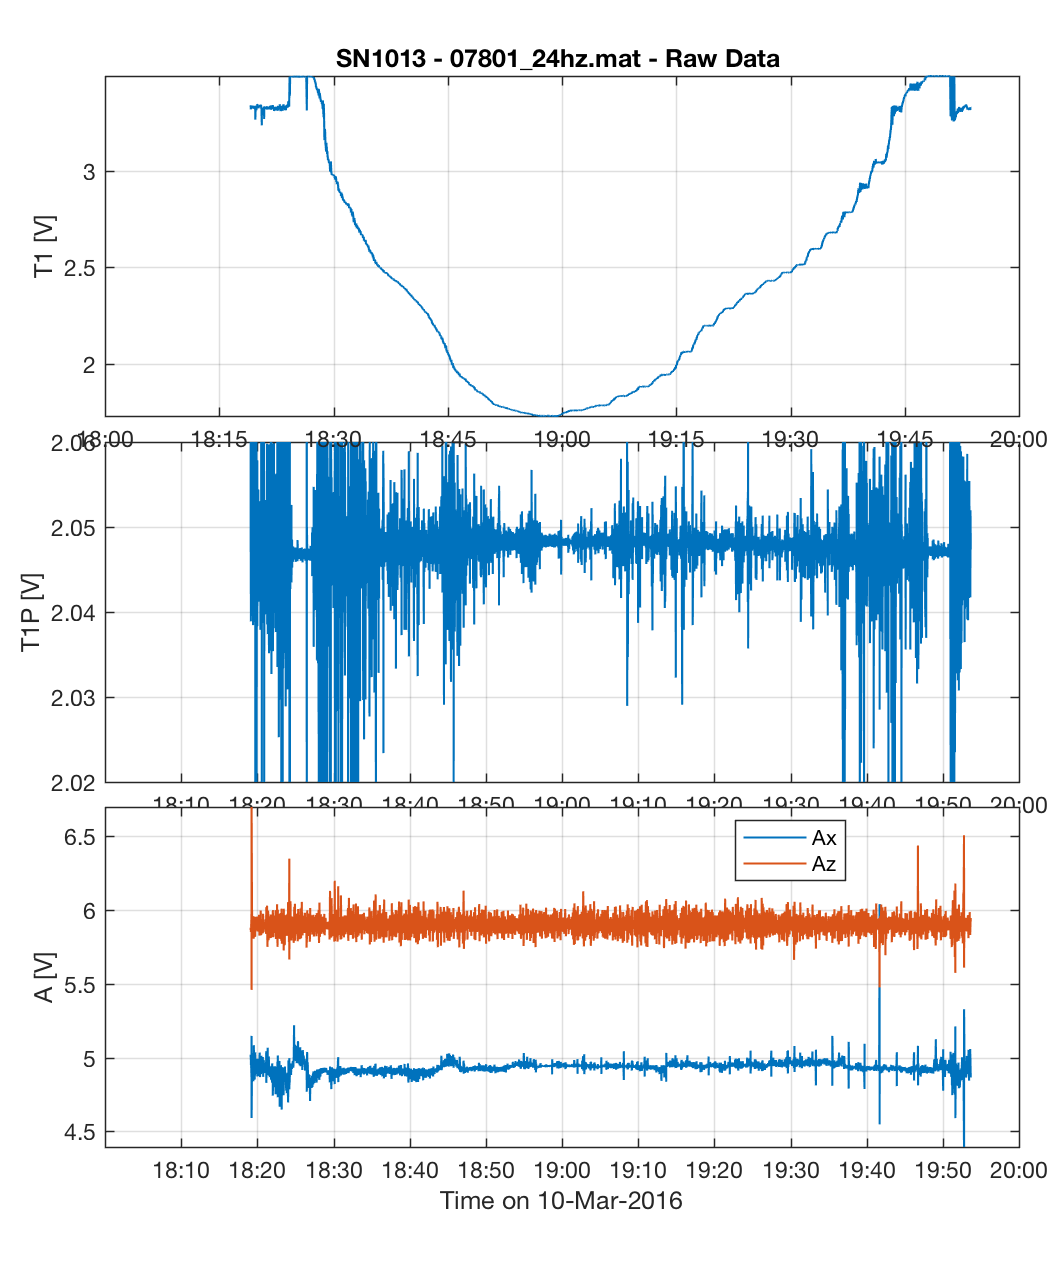 SN1013 - 07801_24hz.mat - Raw Data
T1 [V]
3
2.5
2
18:00 18:15 18:30 18:45 19:00 19:15 19:30 19:45 20:00
T1P [V]
2.06
2.05
2.04
2.03
2.02
18:10 18:20 18:30 18:40 18:50 19:00 19:10 19:20 19:30 19:40 19:50 20:00
A [V]
6.5
6
5.5
5
4.5
Ax
Az
18:10 18:20 18:30 18:40 18:50 19:00 19:10 19:20 19:30 19:40 19:50 20:00
Time on 10-Mar-2016